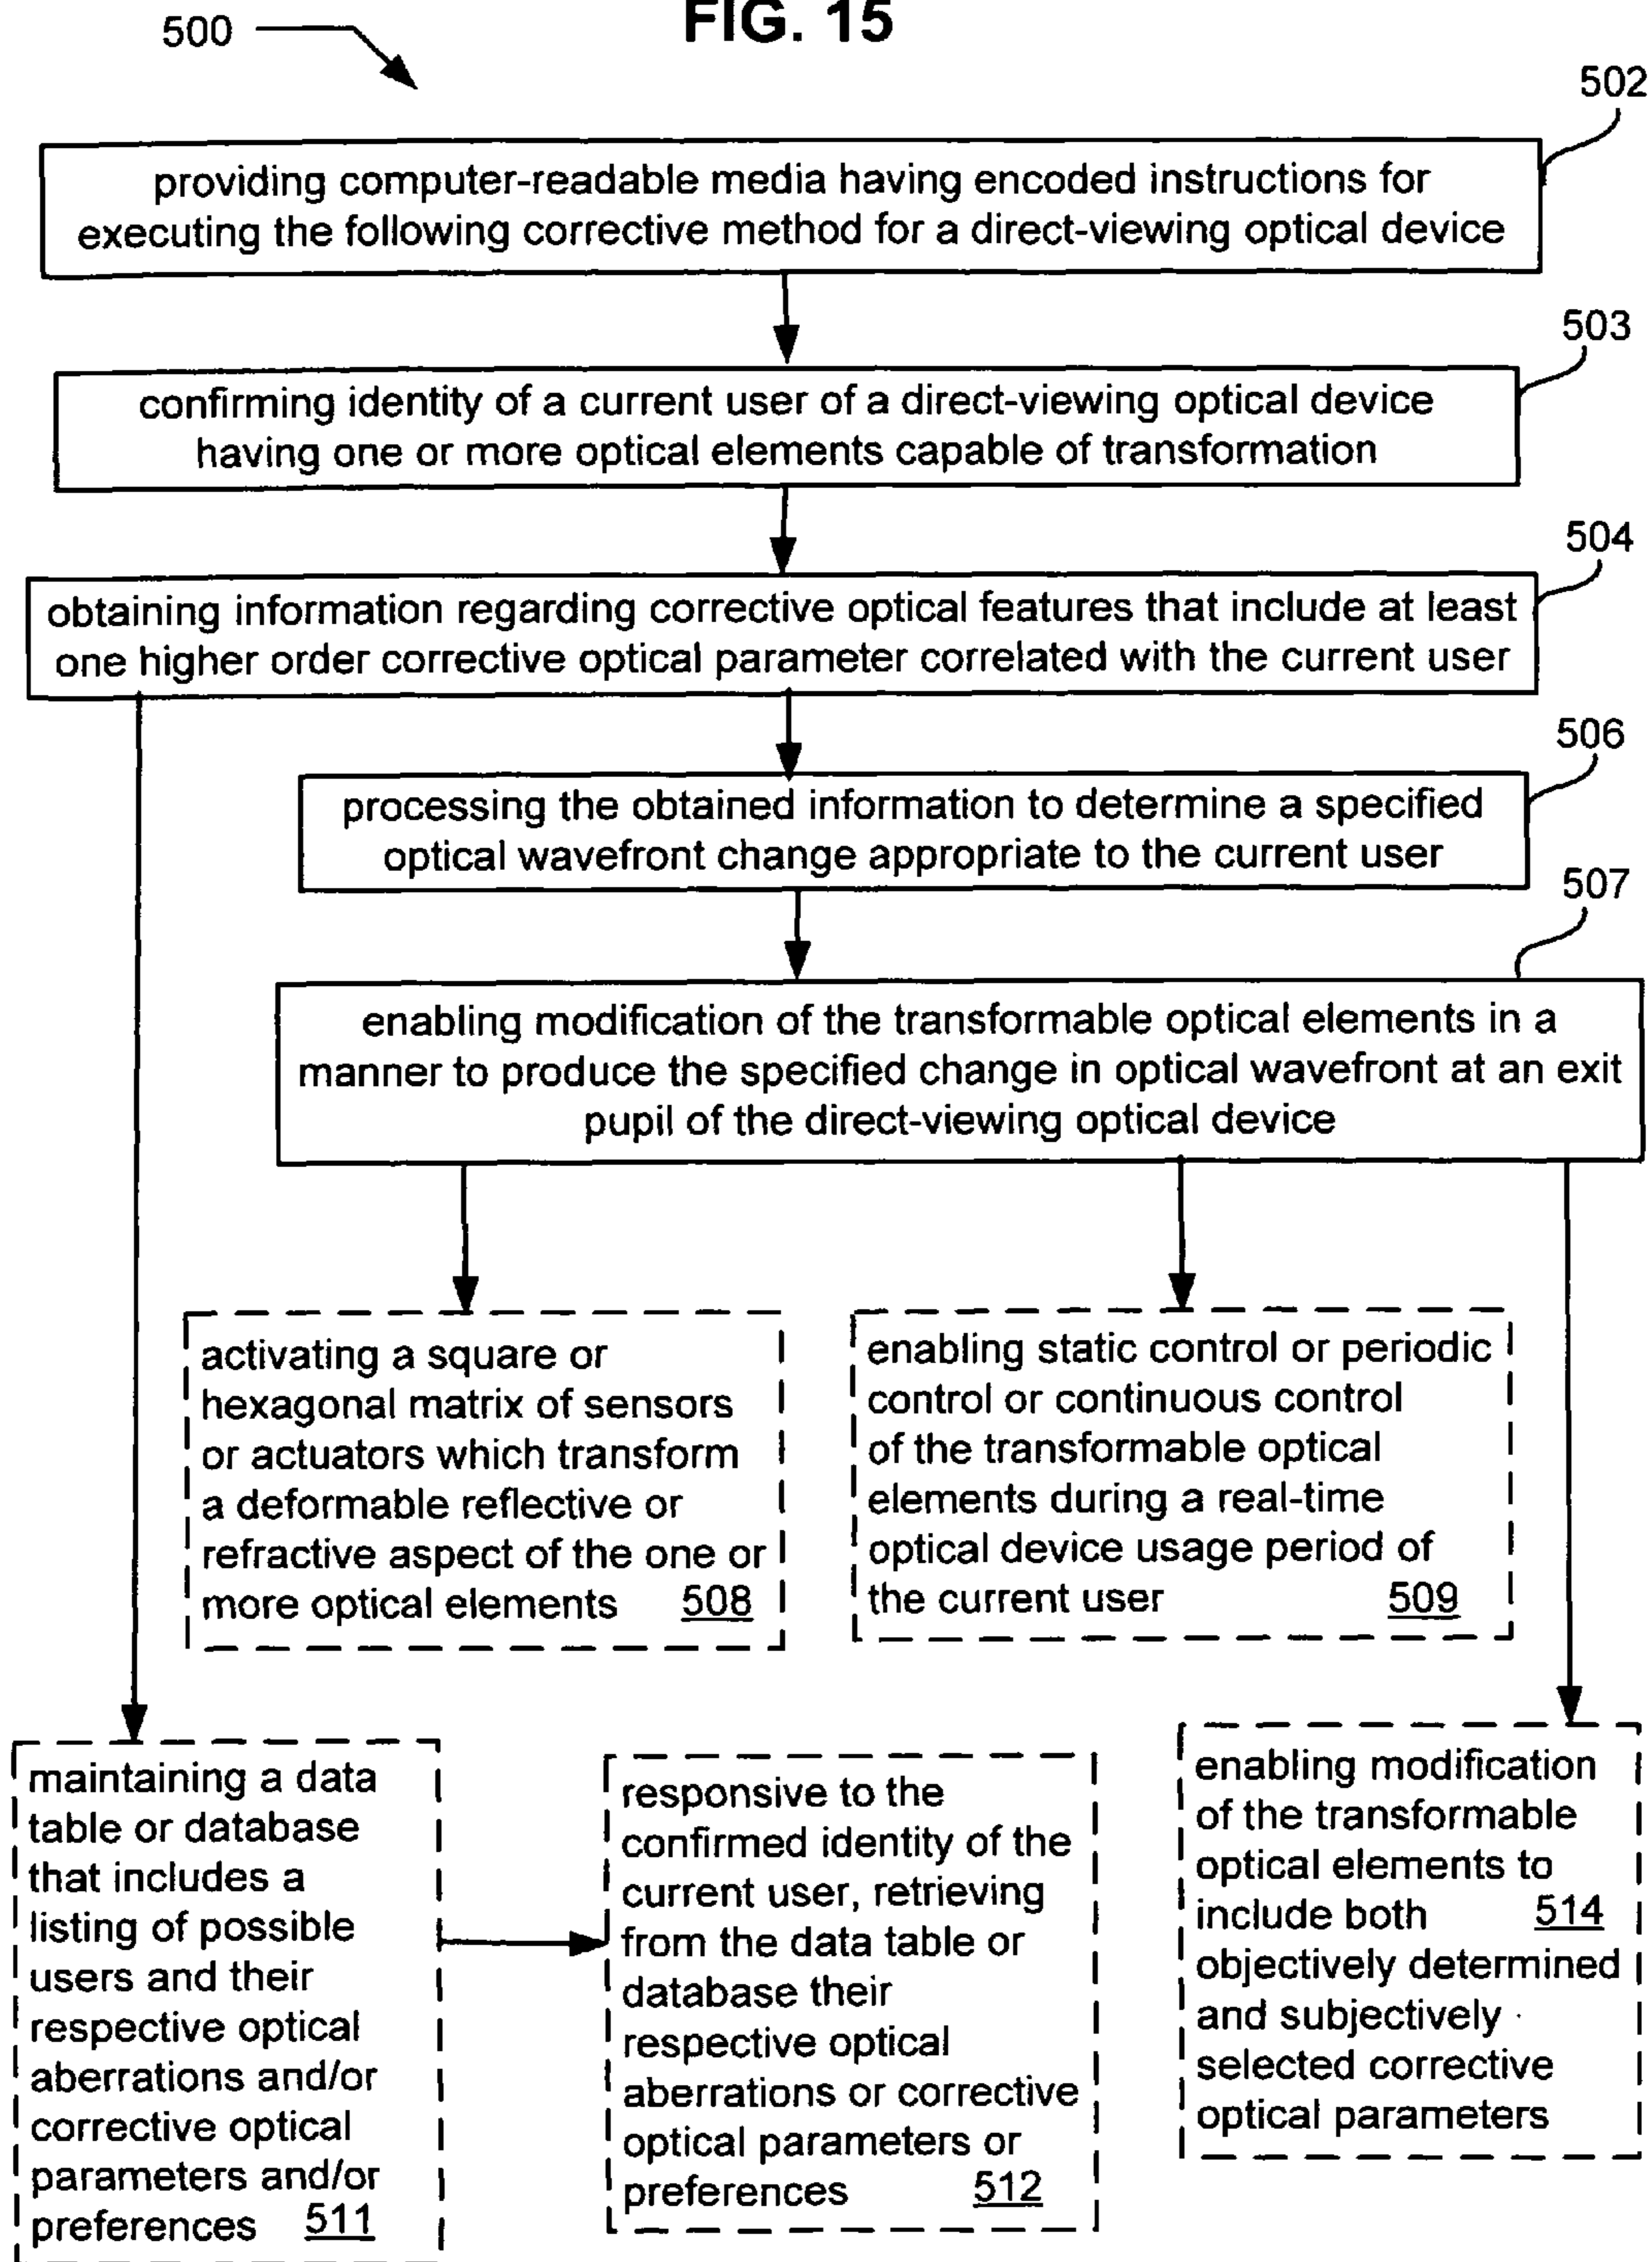 FIG. 15
500
502
providing computer-readable media having encoded instructions for
executing the following corrective method for a direct-viewing optical device
503
confirming identity of a current user of a direct-viewing optical device
having one or more optical elements capable of transformation
504
obtaining information regarding corrective optical features that include at least
one higher order corrective optical parameter correlated with the current user
506
processing the obtained information to determine a specified
optical wavefront change appropriate to the current user
507
enabling modification of the transformable optical elements in a
manner to produce the specified change in optical wavefront at an exit
pupil of the direct-viewing optical device
activating a square or
hexagonal matrix of sensors
or actuators which transform
a deformable reflective or
refractive aspect of the one or
more optical elements 508
enabling static control or periodic
control or continuous control
of the transformable optical
elements during a real-time
optical device usage period of
the current user 509
maintaining a data
table or database
that includes a
listing of possible
users and their
respective optical
aberrations and/or
corrective optical
parameters and/or
preferences 511
responsive to the
confirmed identity of the
current user, retrieving
from the data table or
database their
respective optical
aberrations or corrective
optical parameters or
preferences 512
enabling modification
of the transformable
optical elements to
include both 514
objectively determined
and subjectively
selected corrective
optical parameters